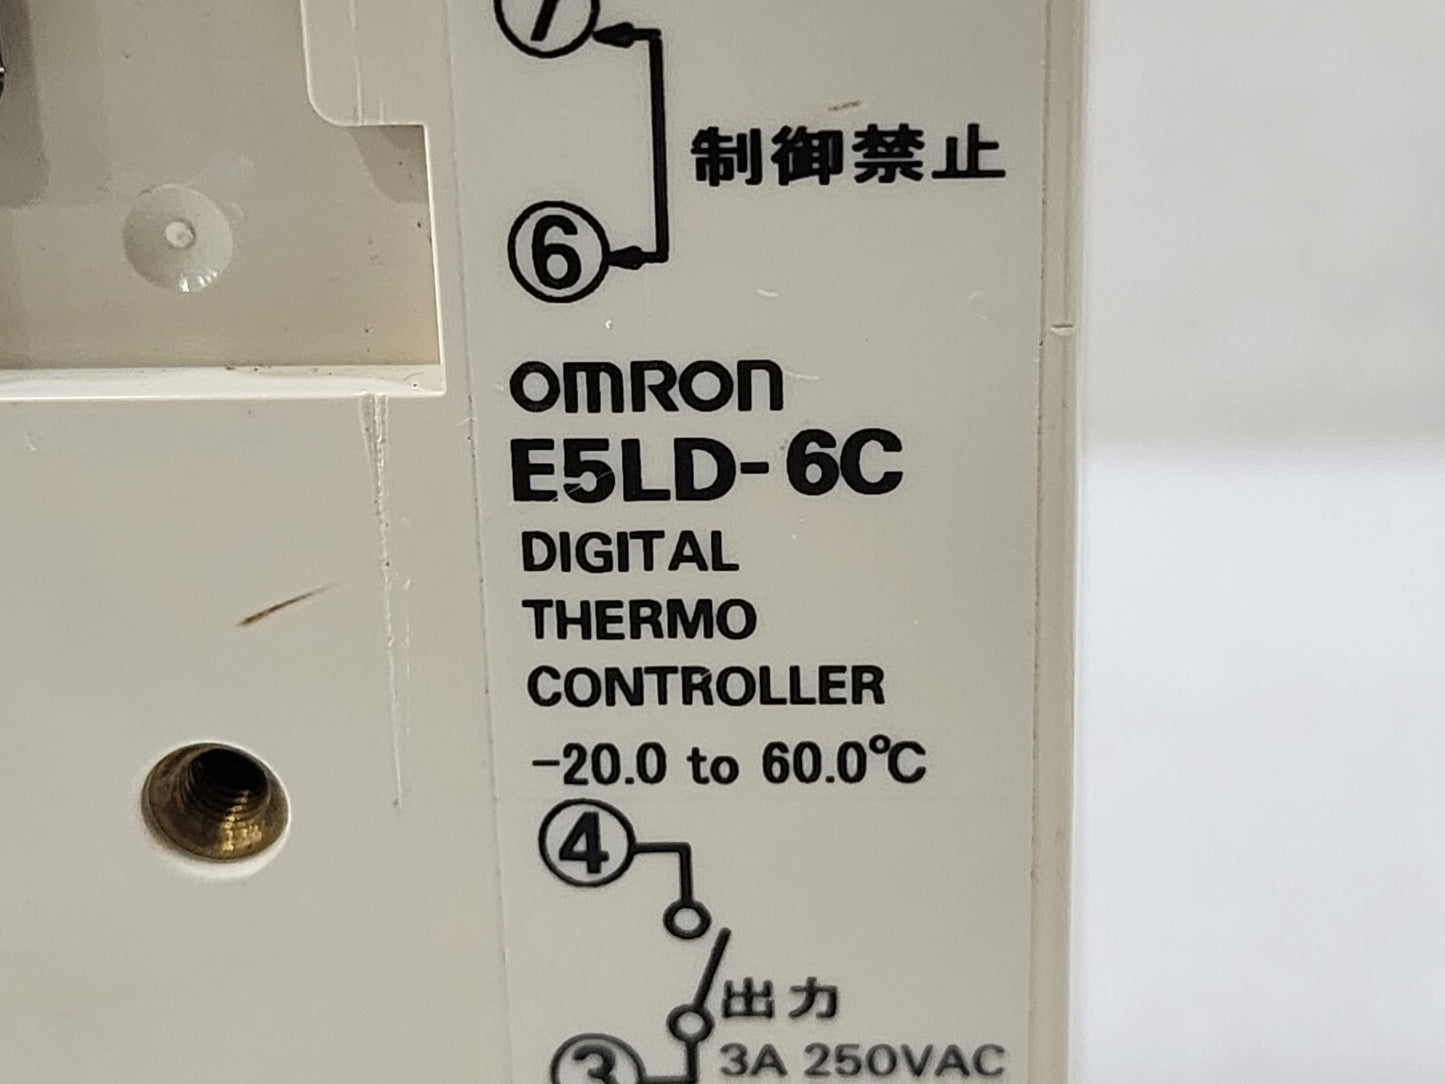 7
制御禁止
6
OMRON
E5LD-6C
DIGITAL
THERMO
CONTROLLER
-20.0 to 60.0°C
4
出力
3A 250VAC
3